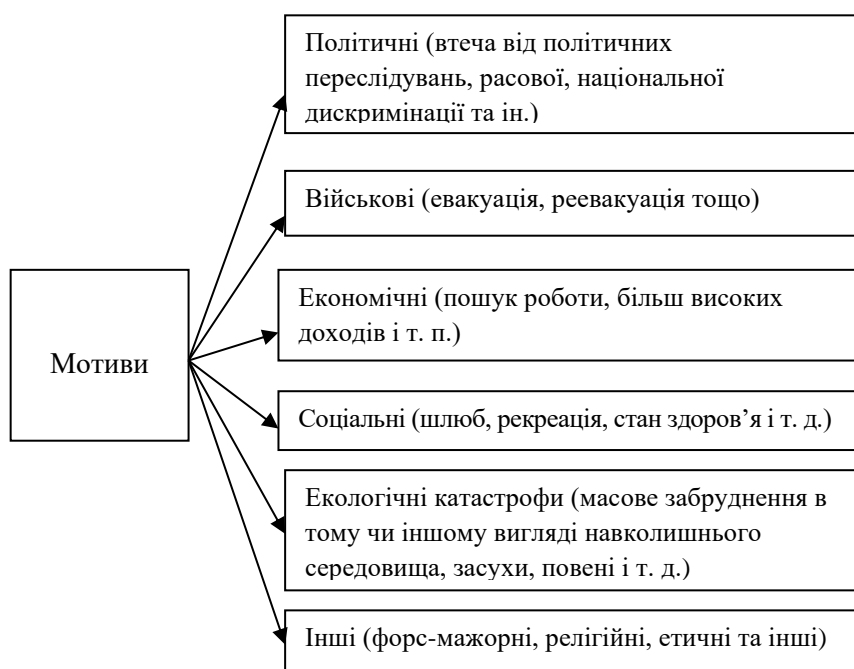 Політичні (втеча від політичних
переслідувань, расової, національної
дискримінації та ін.)
Військові (евакуація, реевакуація тощо)
Економічні (пошук роботи, більш високих
доходів і т. п.)
Мотиви
Соціальні (шлюб, рекреація, стан здоров’я і т. д.)
Екологічні катастрофи (масове забруднення в
тому чи іншому вигляді навколишнього
середовища, засухи, повені і т. д.)
Інші (форс-мажорні, релігійні, етичні та інші)